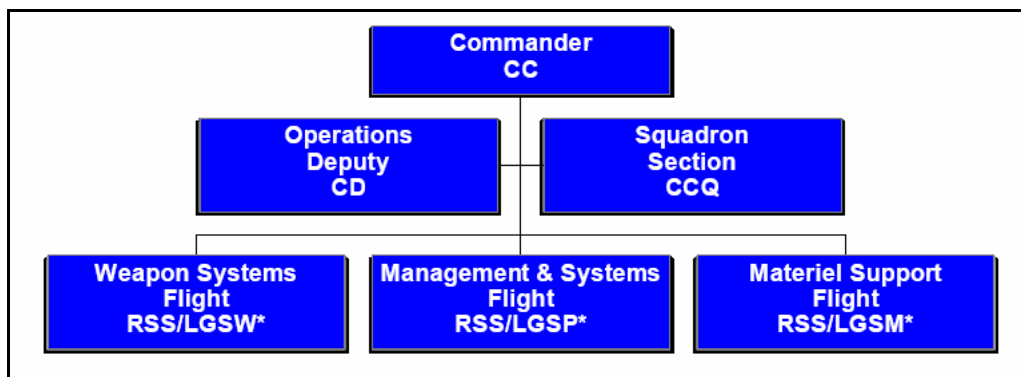 Commander
CC
Operations
Deputy
CD
Squadron
Section
CCQ
Weapon Systems
Flight
RSS/LGSW*
Management & Systems
Flight
RSS/LGSP*
Materiel Support
Flight
RSS/LGSM*